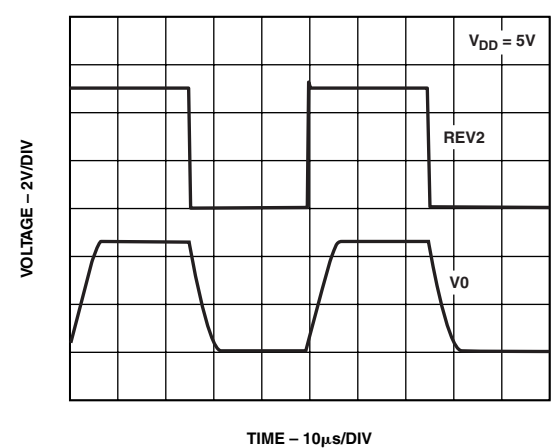 V_DD = 5V
REV2
VOLTAGE – 2V/DIV
V0
TIME – 10μs/DIV